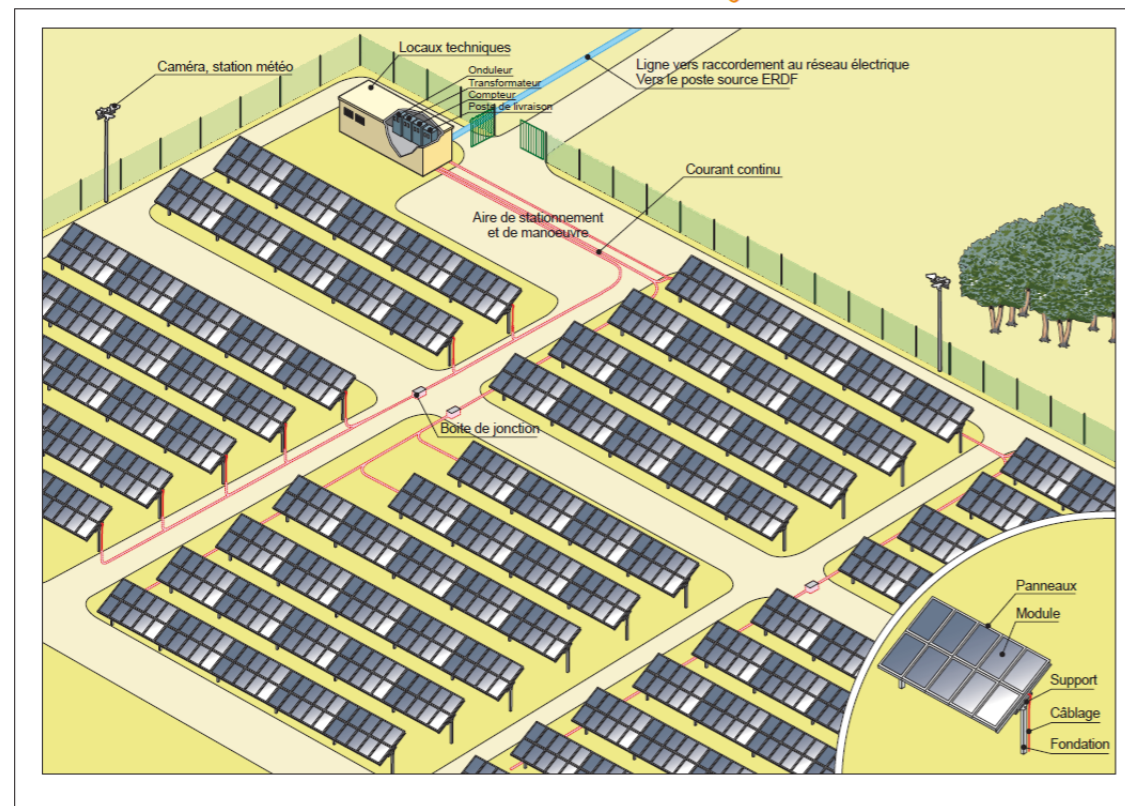 Caméra, station météo
Locaux techniques
Onduleur
Transformateur
Compteur
Poste de livraison
Ligne vers raccordement au réseau électrique
Vers le poste source ERDF
Courant continu
Aire de stationnement
et de manoeuvre
Boite de jonction
Panneaux
Module
Support
Câblage
Fondation